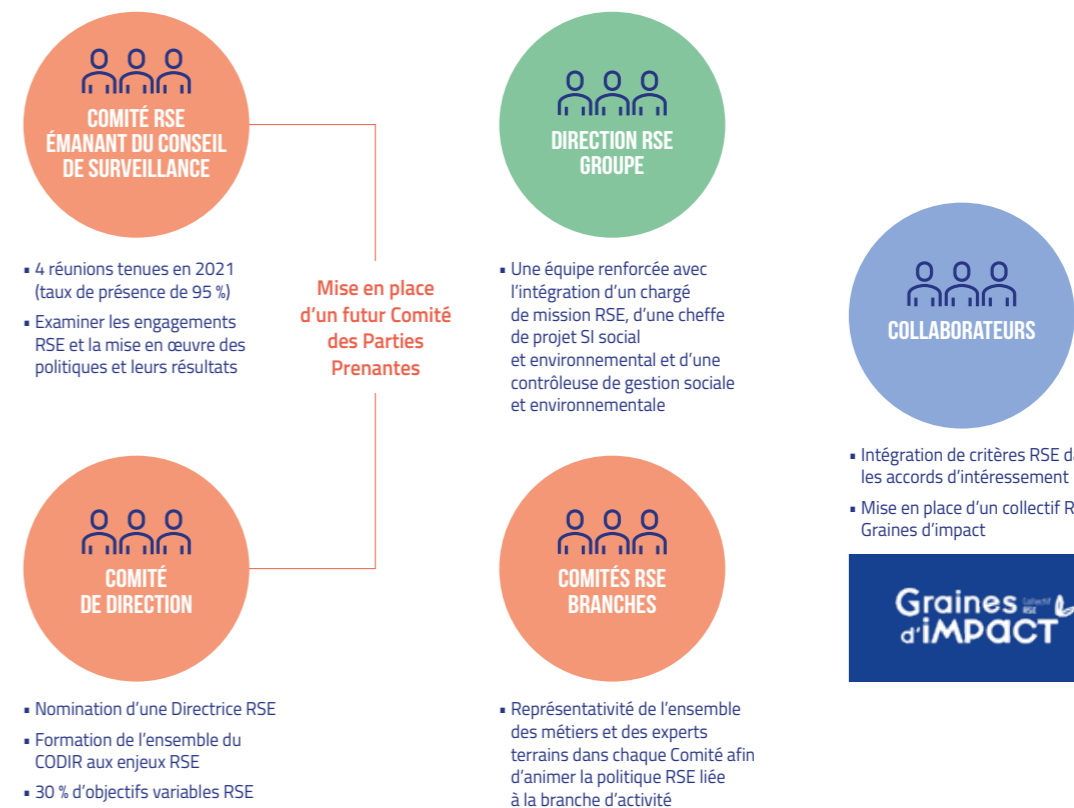 COMITÉ RSE
ÉMANANT DU CONSEIL
DE SURVEILLANCE
▪ 4 réunions tenues en 2021
(taux de présence de 95 %)
▪ Examiner les engagements
RSE et la mise en œuvre des
politiques et leurs résultats
Mise en place
d'un futur Comité
des Parties
Prenantes
COMITÉ
DE DIRECTION
▪ Nomination d'une Directrice RSE
▪ Formation de l'ensemble du
CODIR aux enjeux RSE
▪ 30 % d'objectifs variables RSE
DIRECTION RSE
GROUPE
▪ Une équipe renforcée avec
l'intégration d'un chargé
de mission RSE, d'une cheffe
de projet SI social
et environnemental et d'une
contrôleuse de gestion sociale
et environnementale
COMITÉS RSE
BRANCHES
▪ Représentativité de l'ensemble
des métiers et des experts
terrains dans chaque Comité afin
d'animer la politique RSE liée
à la branche d'activité
COLLABORATEURS
▪ Intégration de critères RSE
les accords d'intéressement
▪ Mise en place d'un collectif
Graines d'impact
Graines Collectif RSE
d'IMPACT